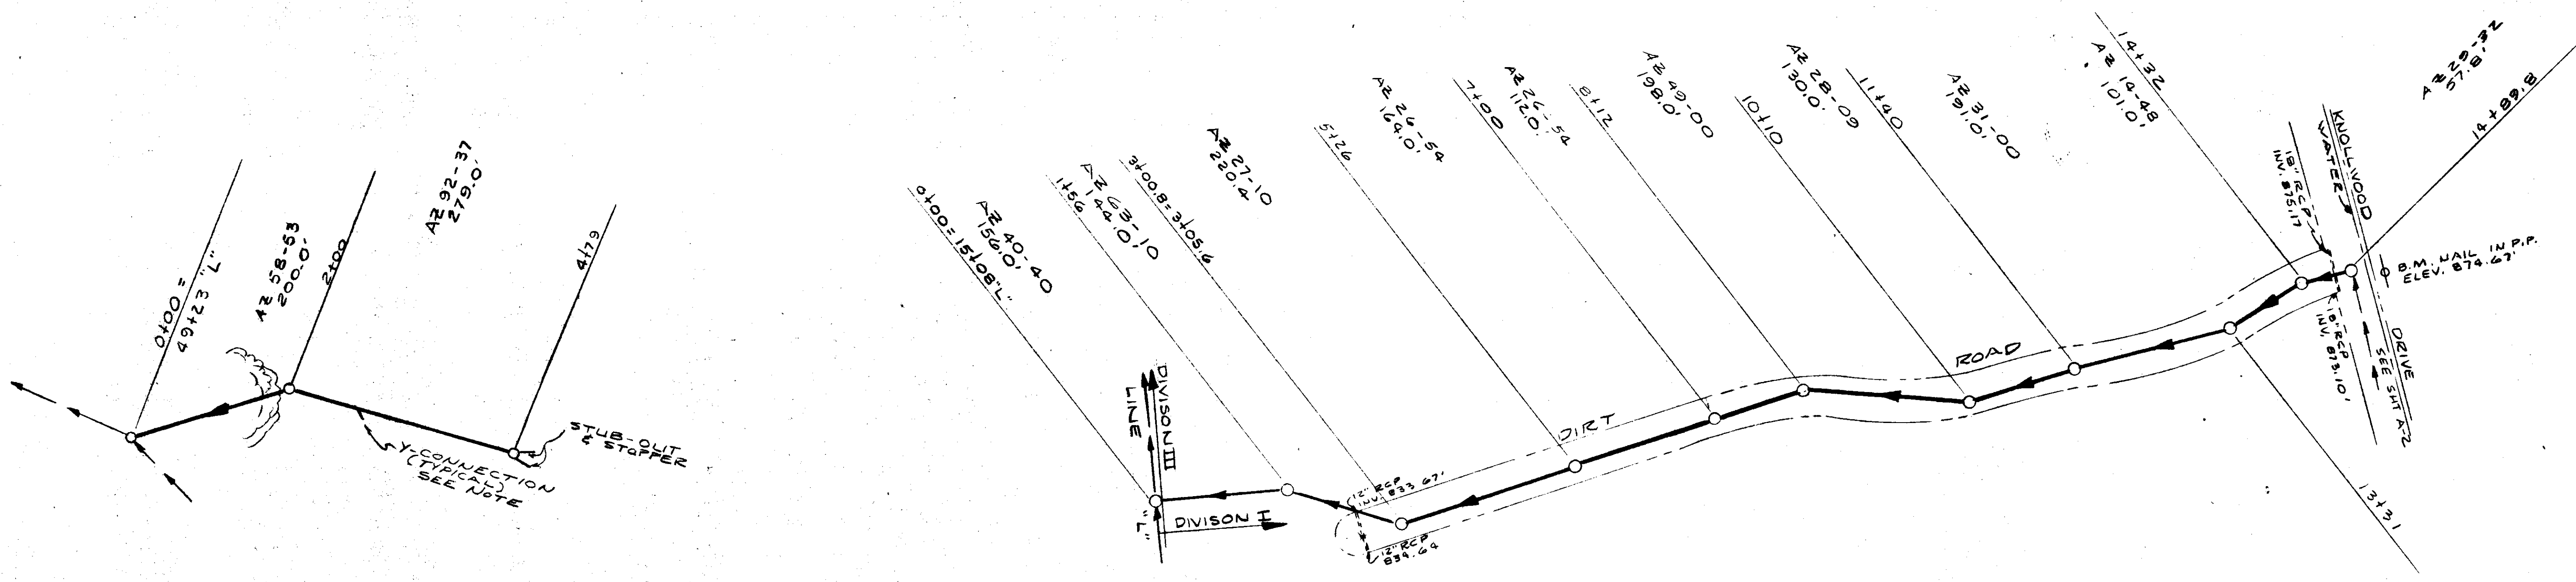 0+00 =
49+23 "L"
AZ 58-53
200.0'
2+00
AZ 92-37
279.0'
4+79
STUB-OUT
& STOPPER
Y-CONNECTION
(TYPICAL)
SEE NOTE
0+00=15+08"L"
AZ 40-40
156.0'
1+56
AZ 63-10
144.0'
3+00.8=3+05.6
AZ 27-10
220.4
5+26
AZ 26-54
164.0'
7+00
AZ 26-54
112.0'
8+12
AZ 49-00
198.0'
10+10
AZ 28-09
130.0'
11+40
AZ 31-00
191.0'
14+32
AZ 14-48
101.0'
18" RCP
INV. 875.17
WATER
KNOLLWOOD
AZ 29-32
57.8'
14+89.8
B.M. NAIL IN P.P.
ELEV. 874.67'
18" RCP
INV. 873.10'
SEE SHT A-2
DRIVE
13+31
ROAD
DIRT
12" RCP
INV. 833.67'
12" RCP
834.64
DIVISON III
LINE
"L"
DIVISON I